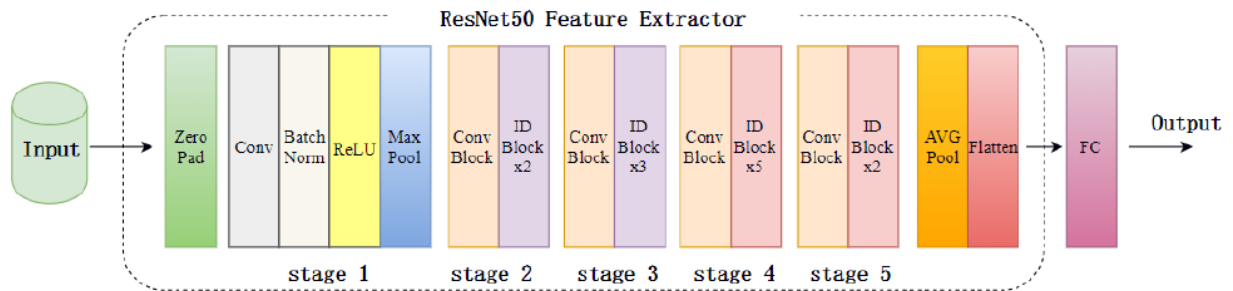 ResNet50 Feature Extractor
Input
Zero
Pad
Conv
Batch
Norm
ReLU
Max
Pool
Conv
Block
ID
Block
x2
Conv
Block
ID
Block
x3
Conv
Block
ID
Block
x5
Conv
Block
ID
Block
x2
AVG
Pool
Flatten
FC
Output
stage 1
stage 2
stage 3
stage 4
stage 5